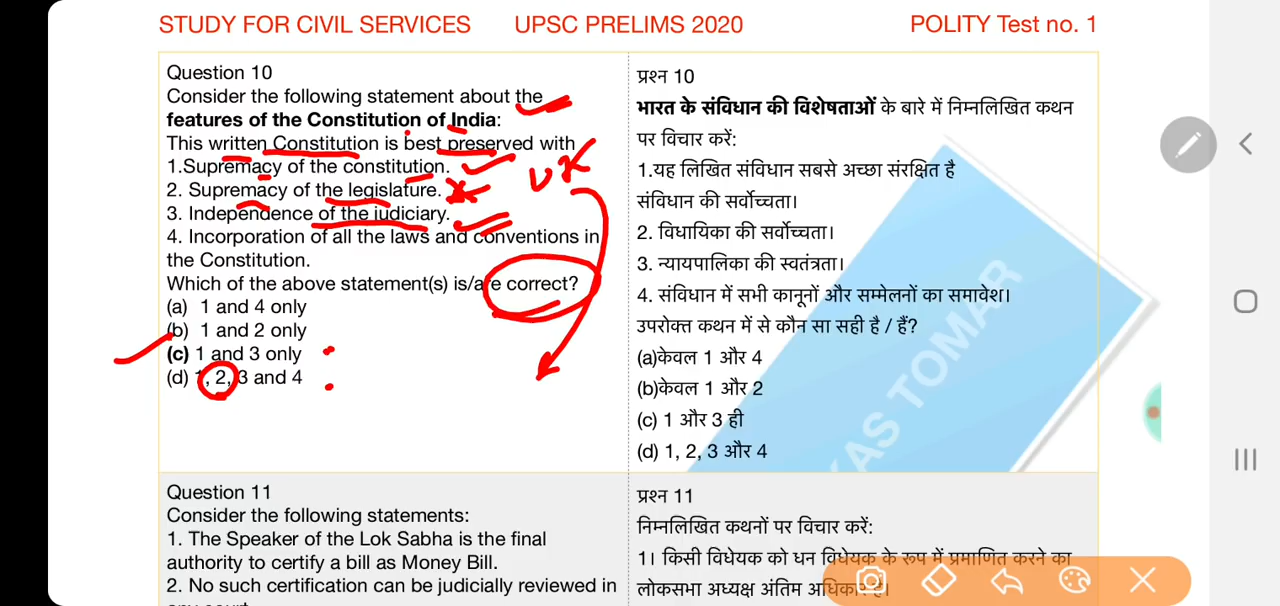 STUDY FOR CIVIL SERVICES UPSC PRELIMS 2020 POLITY Test no. 1
Question 10
Consider the following statement about the
features of the Constitution of India:
This written Constitution is best preserved with
1.Supremacy of the constitution.
2. Supremacy of the legislature.
3. Independence of the judiciary.
4. Incorporation of all the laws and conventions in
the Constitution.
Which of the above statement(s) is/are correct?
(a) 1 and 4 only
(b) 1 and 2 only
(c) 1 and 3 only
(d) 1, 2, 3 and 4
UK
प्रश्न 10
भारत के संविधान की विशेषताओं के बारे में निम्नलिखित कथन
पर विचार करें:
1.यह लिखित संविधान सबसे अच्छा संरक्षित है
संविधान की सर्वोच्चता।
2. विधायिका की सर्वोच्चता।
3. न्यायपालिका की स्वतंत्रता।
4. संविधान में सभी कानूनों और सम्मेलनों का समावेश।
उपरोक्त कथन में से कौन सा सही है / हैं?
(a)केवल 1 और 4
(b)केवल 1 और 2
(c) 1 और 3 ही
(d) 1, 2, 3 और 4
KAS TOMAR
Question 11
Consider the following statements:
1. The Speaker of the Lok Sabha is the final
authority to certify a bill as Money Bill.
2. No such certification can be judicially reviewed in
प्रश्न 11
निम्नलिखित कथनों पर विचार करें:
1। किसी विधेयक को धन विधेयक के रूप में प्रमाणित करने का
लोकसभा अध्यक्ष अंतिम